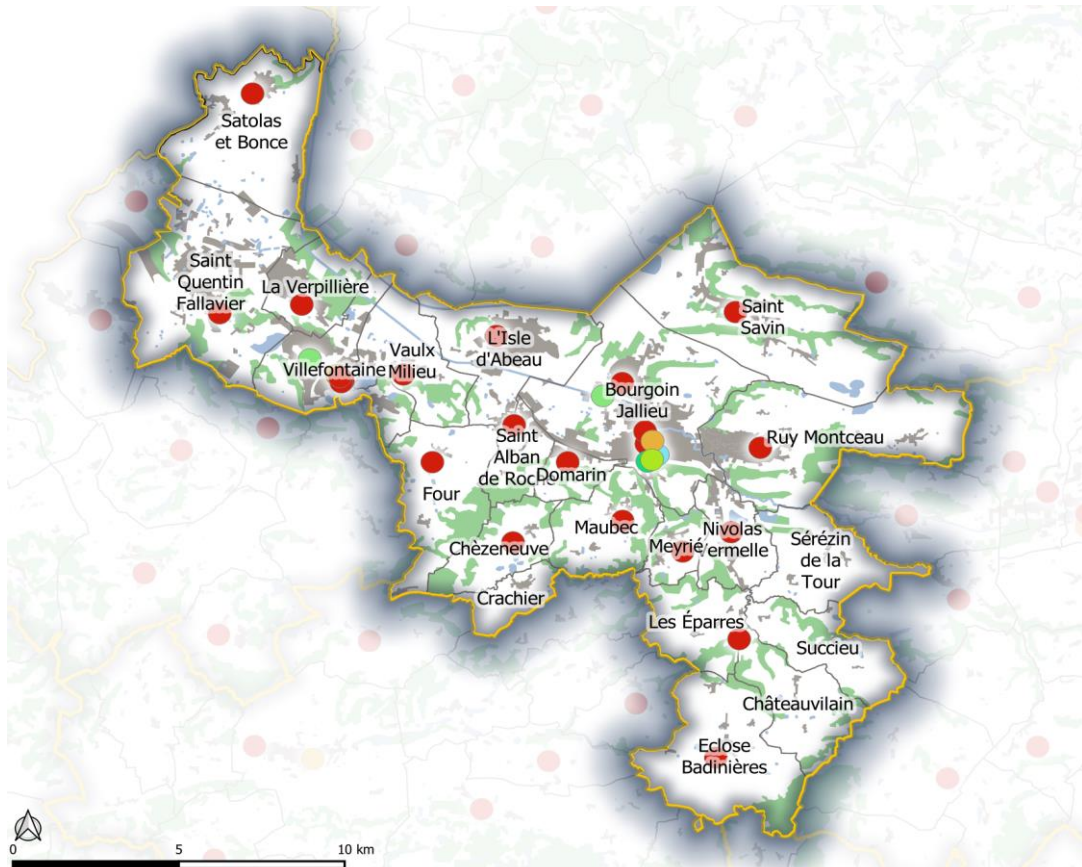 Satolas
et Bonce
Saint
Quentin
Fallavier
La Verpillière
Villefontaine
Vaulx
Milieu
L'Isle
d'Abeau
Saint
Savin
Bourgoin
Jallieu
Ruy Montceau
Saint
Alban
de Roc
Domarin
Four
Maubec
Chèzeneuve
Crachier
Meyrié
Nivolas
ermelle
Sérézin
de la
Tour
Les Éparres
Succieu
Châteauvilain
Eclose
Badinières
0 5 10 km